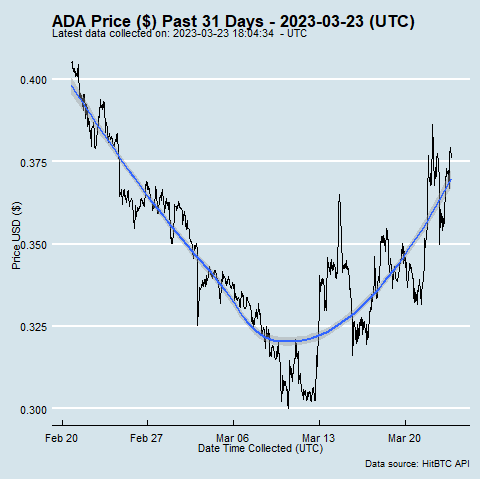 ADA Price ($) Past 31 Days - 2023-03-23 (UTC)
Latest data collected on: 2023-03-23 18:04:34 - UTC
0.400
0.375
0.350
0.325
0.300
Price USD ($)
Feb 20 Feb 27 Mar 06 Mar 13 Mar 20
Date Time Collected (UTC)
Data source: HitBTC API